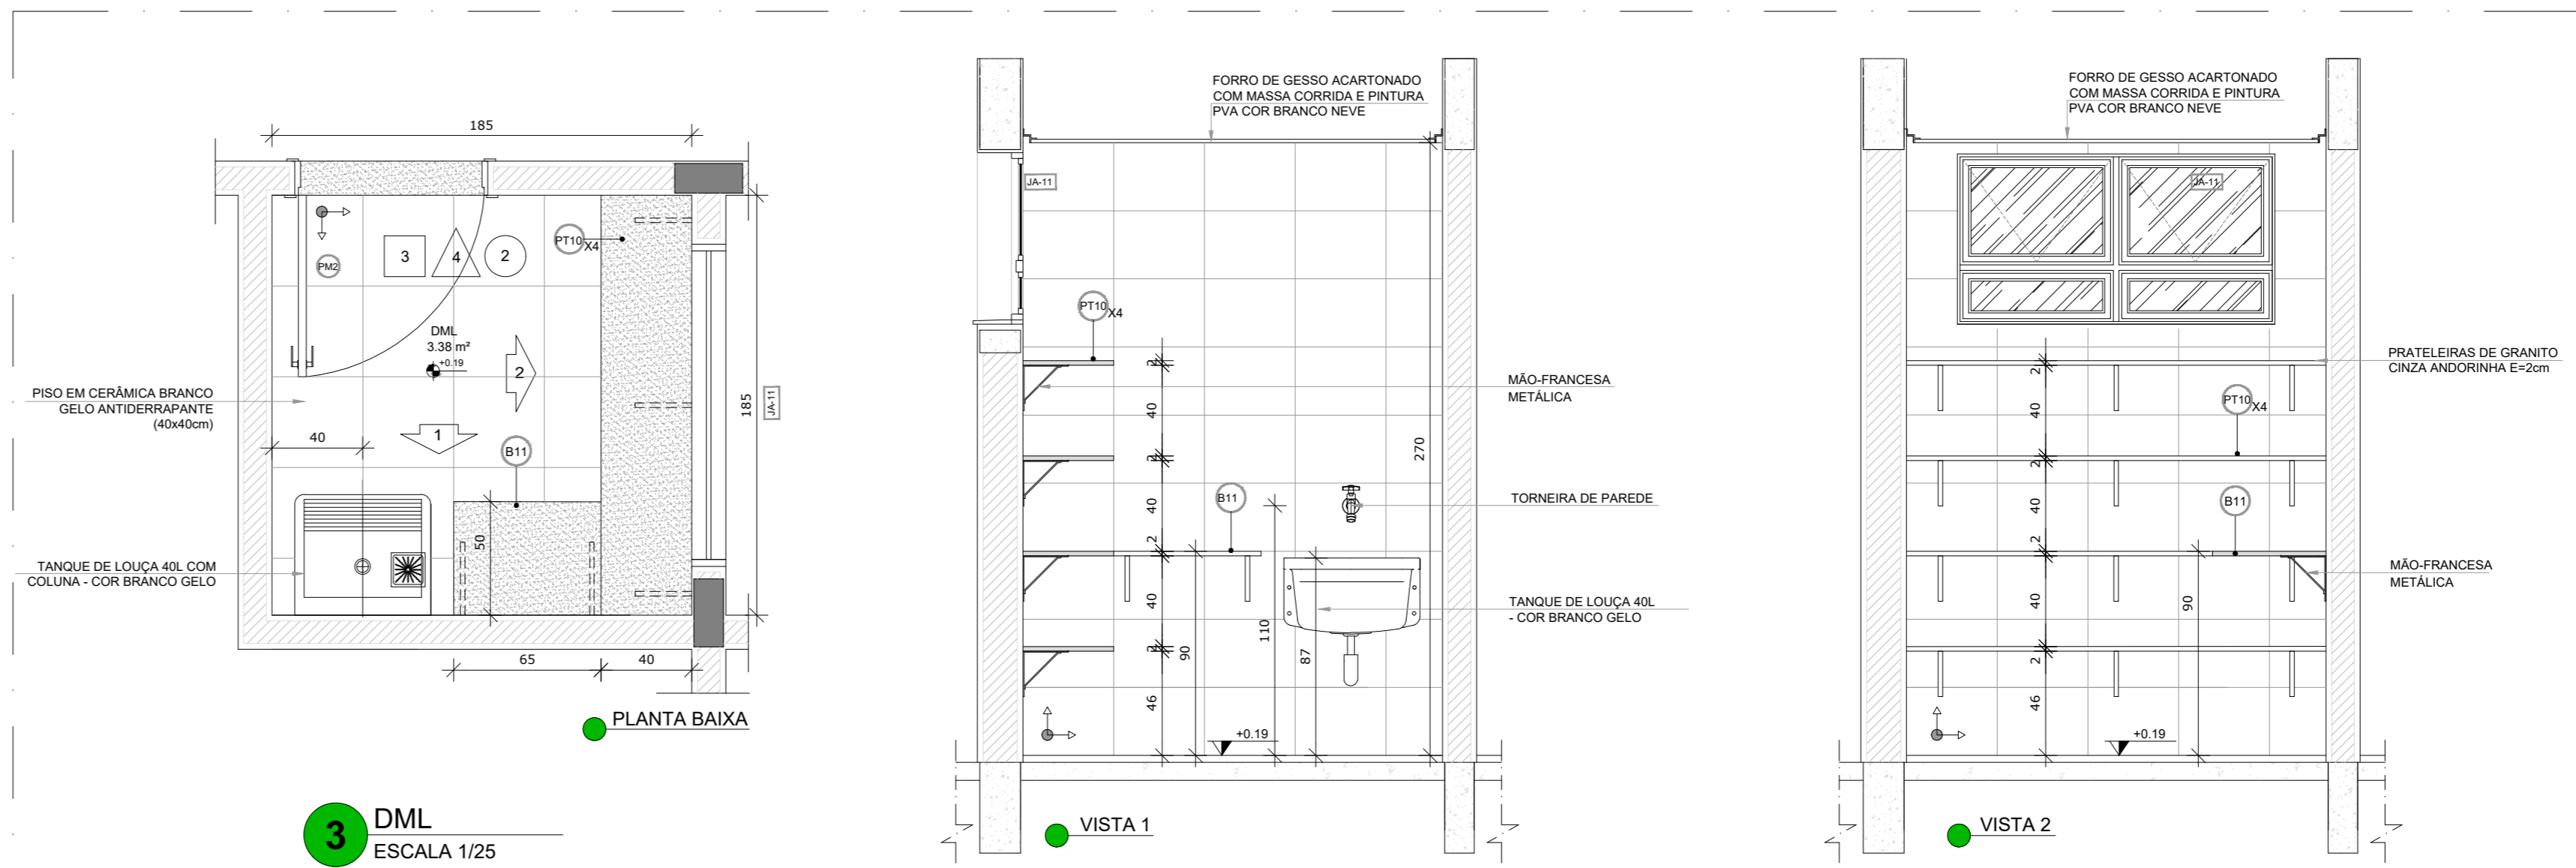 185
3
4
2
PT10
X4
PM2
DML
3.38 m²
+0.19
2
1
PISO EM CERÂMICA BRANCO
GELO ANTIDERRAPANTE
(40x40cm)
40
B11
50
185
JA-11
TANQUE DE LOUÇA 40L COM
COLUNA - COR BRANCO GELO
65
40
PLANTA BAIXA
3
DML
ESCALA 1/25
FORRO DE GESSO ACARTONADO
COM MASSA CORRIDA E PINTURA
PVA COR BRANCO NEVE
JA-11
PT10
X4
2
40
2
40
2
40
2
46
B11
90
110
87
270
MÃO-FRANCESA
METÁLICA
TORNEIRA DE PAREDE
TANQUE DE LOUÇA 40L
- COR BRANCO GELO
+0.19
VISTA 1
FORRO DE GESSO ACARTONADO
COM MASSA CORRIDA E PINTURA
PVA COR BRANCO NEVE
JA-11
PRATELEIRAS DE GRANITO
CINZA ANDORINHA E=2cm
PT10
X4
2
40
2
40
2
40
2
46
B11
MÃO-FRANCESA
METÁLICA
90
+0.19
VISTA 2